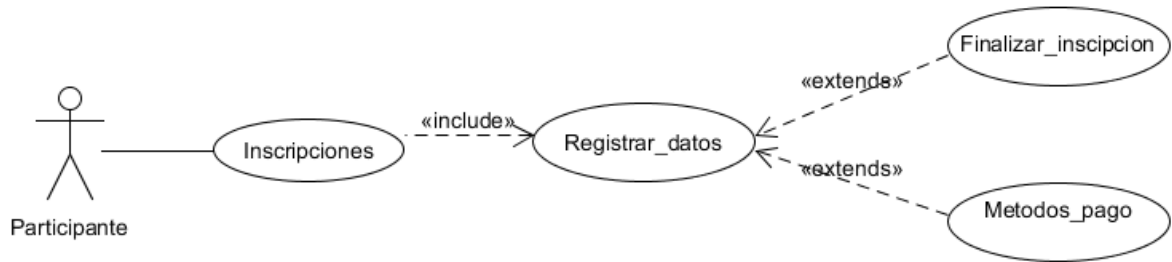 Finalizar_inscipcion
«extends»
«include»
Inscripciones
Registrar_datos
«extends»
Metodos_pago
Participante